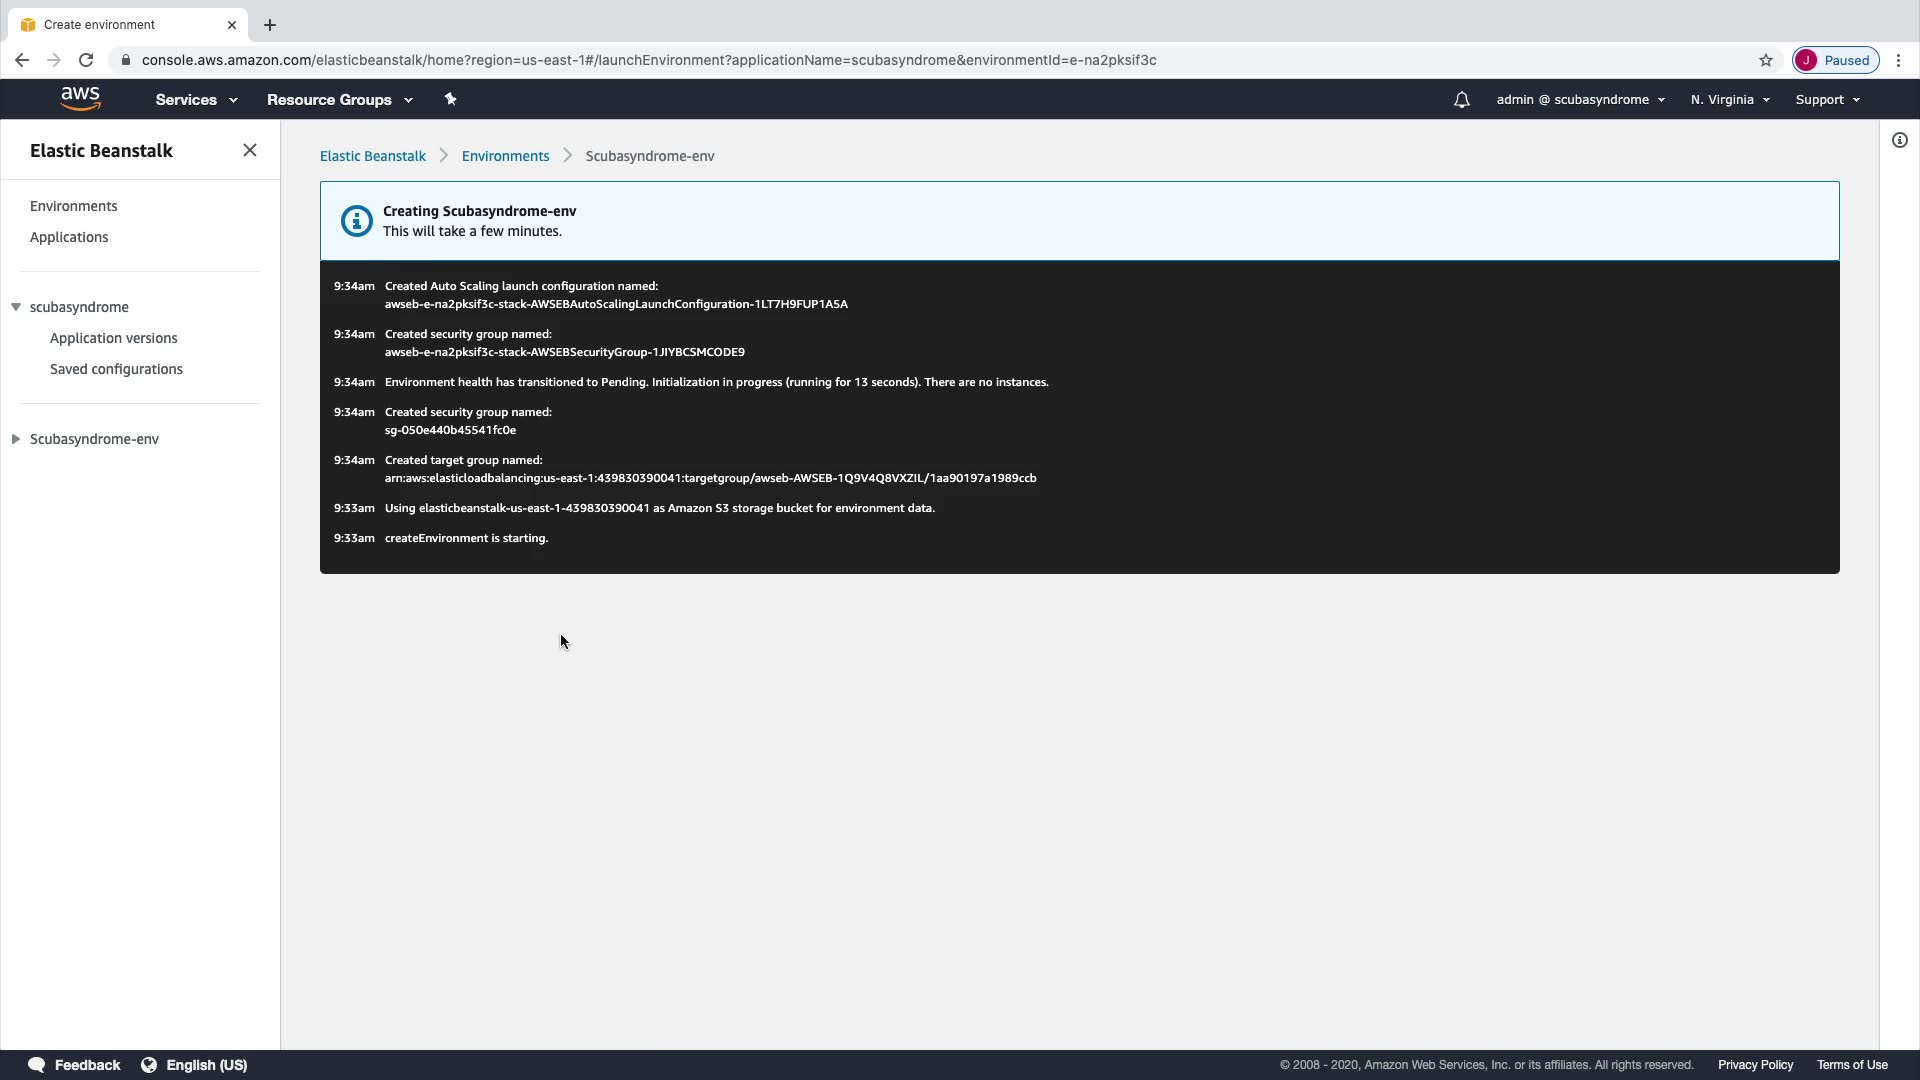 Create environment
console.aws.amazon.com/elasticbeanstalk/home?region=us-east-1#/launchEnvironment?applicationName=scubasyndrome&environmentId=e-na2pksif3c
J Paused
aws Services Resource Groups admin @ scubasyndrome N. Virginia Support
Elastic Beanstalk
Environments
Applications
scubasyndrome
Application versions
Saved configurations
Scubasyndrome-env
Elastic Beanstalk Environments Scubasyndrome-env
Creating Scubasyndrome-env
This will take a few minutes.
9:34am Created Auto Scaling launch configuration named:
awseb-e-na2pksif3c-stack-AWSEBAutoScalingLaunchConfiguration-1LT7H9FUP1A5A
9:34am Created security group named:
awseb-e-na2pksif3c-stack-AWSEBSecurityGroup-1JIYBCSMCODE9
9:34am Environment health has transitioned to Pending. Initialization in progress (running for 13 seconds). There are no instances.
9:34am Created security group named:
sg-050e440b45541fc0e
9:34am Created target group named:
arn:aws:elasticloadbalancing:us-east-1:439830390041:targetgroup/awseb-AWSEB-1Q9V4Q8VXZIL/1aa90197a1989ccb
9:33am Using elasticbeanstalk-us-east-1-439830390041 as Amazon S3 storage bucket for environment data.
9:33am createEnvironment is starting.
Feedback English (US) © 2008 - 2020, Amazon Web Services, Inc. or its affiliates. All rights reserved. Privacy Policy Terms of Use